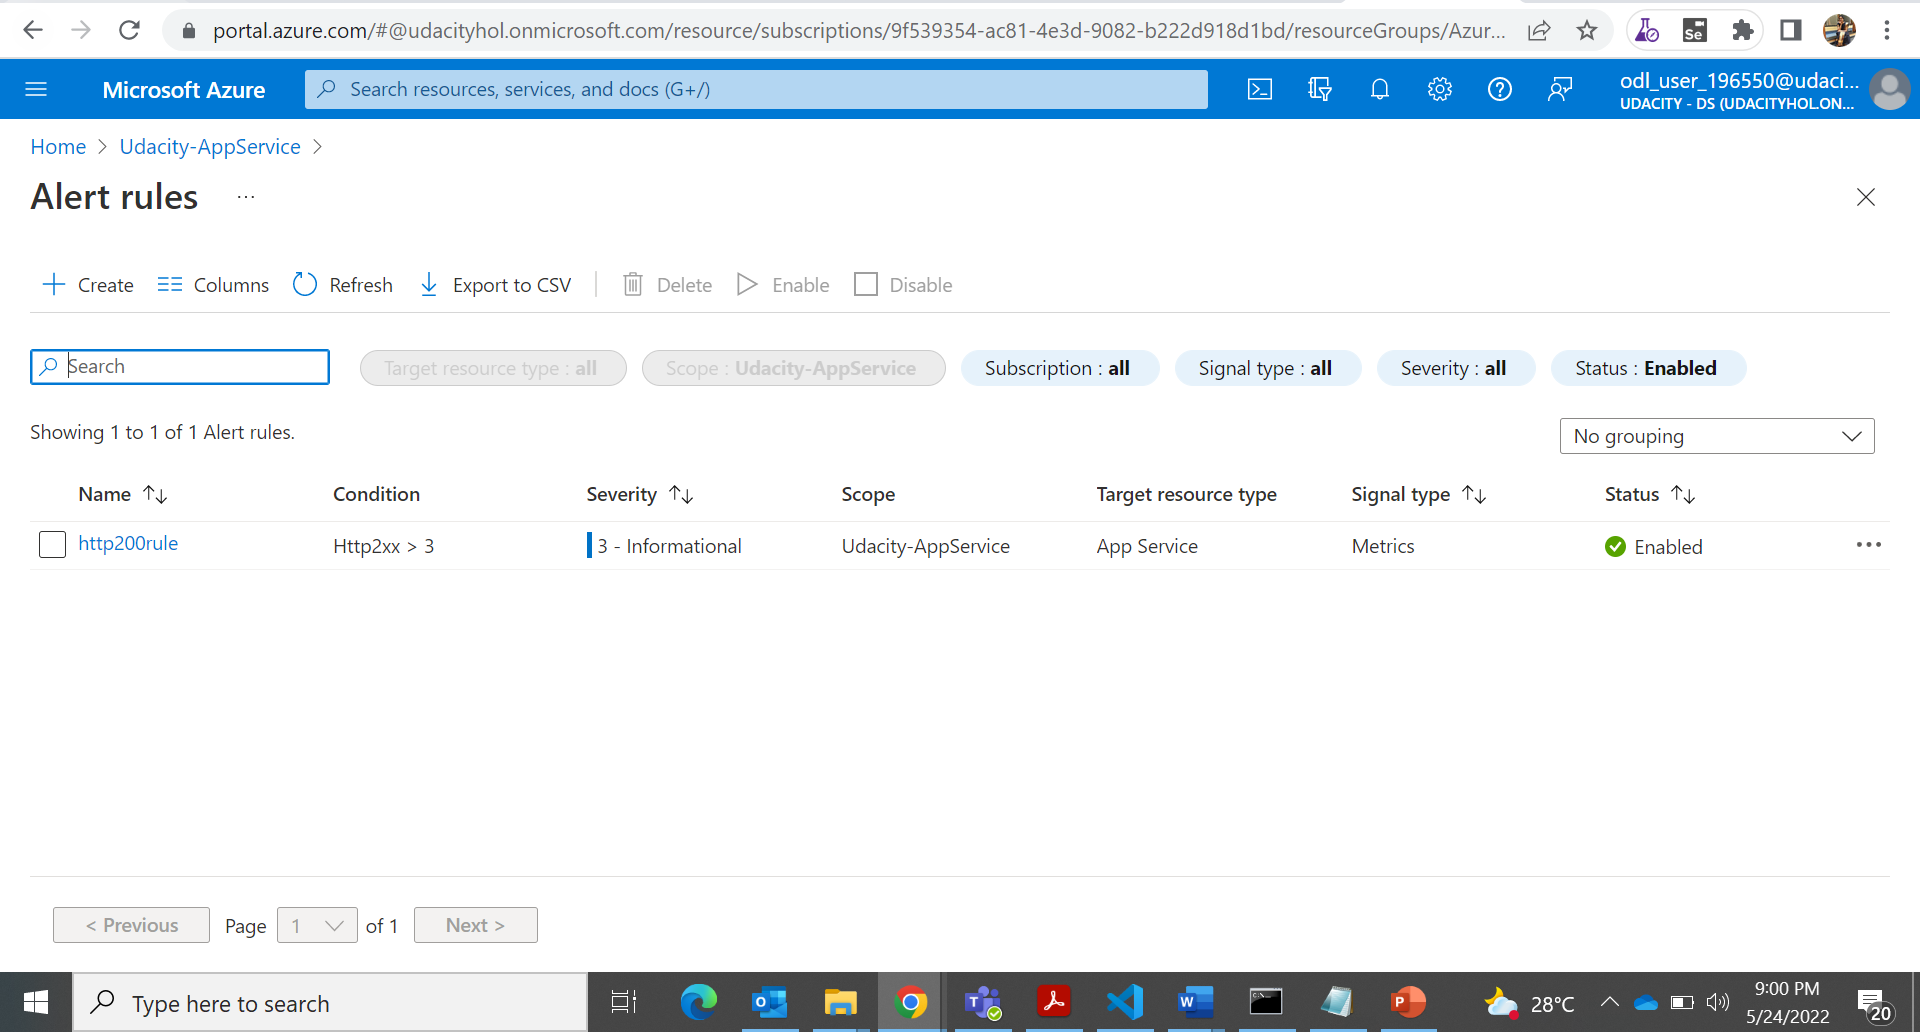 portal.azure.com/#@udacityhol.onmicrosoft.com/resource/subscriptions/9f539354-ac81-4e3d-9082-b222d918d1bd/resourceGroups/Azur...
Se
Microsoft Azure
Search resources, services, and docs (G+/)
odl_user_196550@udaci...
UDACITY - DS (UDACITYHOL.ON...
Home > Udacity-AppService >
Alert rules ...
Create Columns Refresh Export to CSV Delete Enable Disable
Search Target resource type : all Scope : Udacity-AppService Subscription : all Signal type : all Severity : all Status : Enabled
Showing 1 to 1 of 1 Alert rules.
No grouping
Name Condition Severity Scope Target resource type Signal type Status
http200rule Http2xx > 3 3 - Informational Udacity-AppService App Service Metrics Enabled ...
< Previous Page 1 of 1 Next >
Type here to search
28°C
9:00 PM
5/24/2022
20